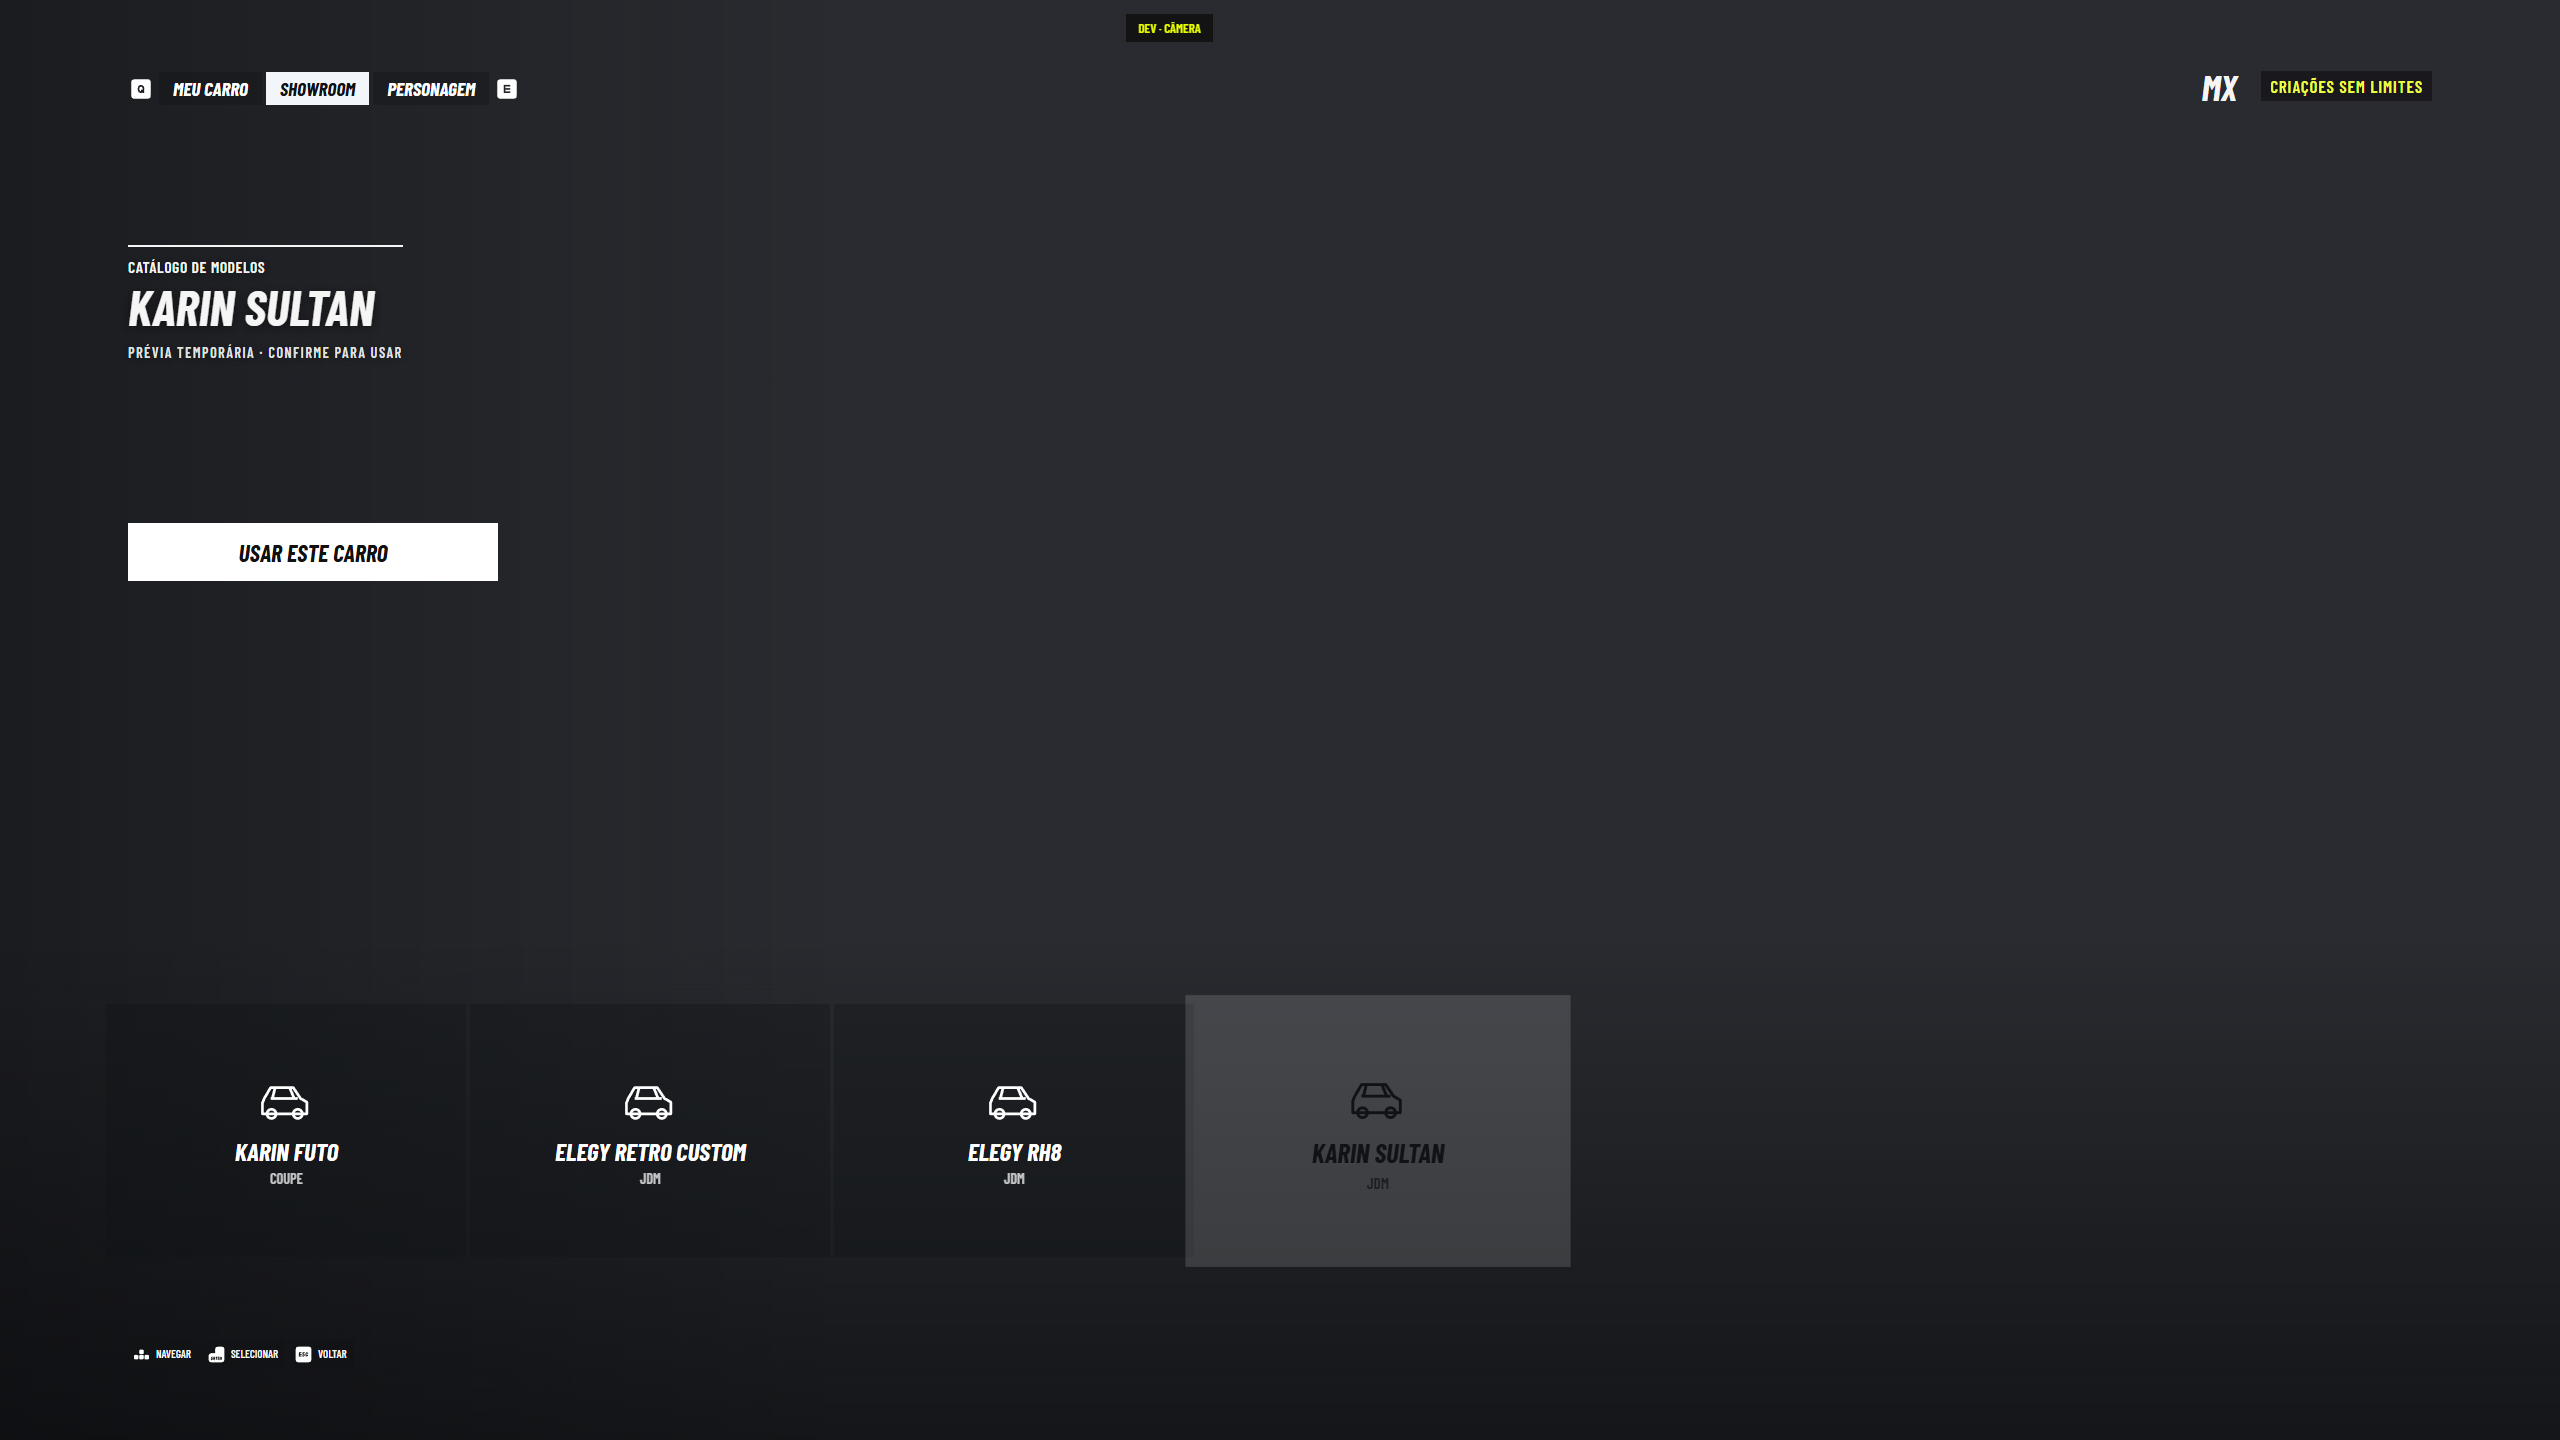 DEV · CÂMERA
Q MEU CARRO SHOWROOM PERSONAGEM E
MX CRIAÇÕES SEM LIMITES
CATÁLOGO DE MODELOS
KARIN SULTAN
PRÉVIA TEMPORÁRIA · CONFIRME PARA USAR
USAR ESTE CARRO
KARIN FUTO
COUPE
ELEGY RETRO CUSTOM
JDM
ELEGY RH8
JDM
KARIN SULTAN
JDM
NAVEGAR SELECIONAR ESC VOLTAR